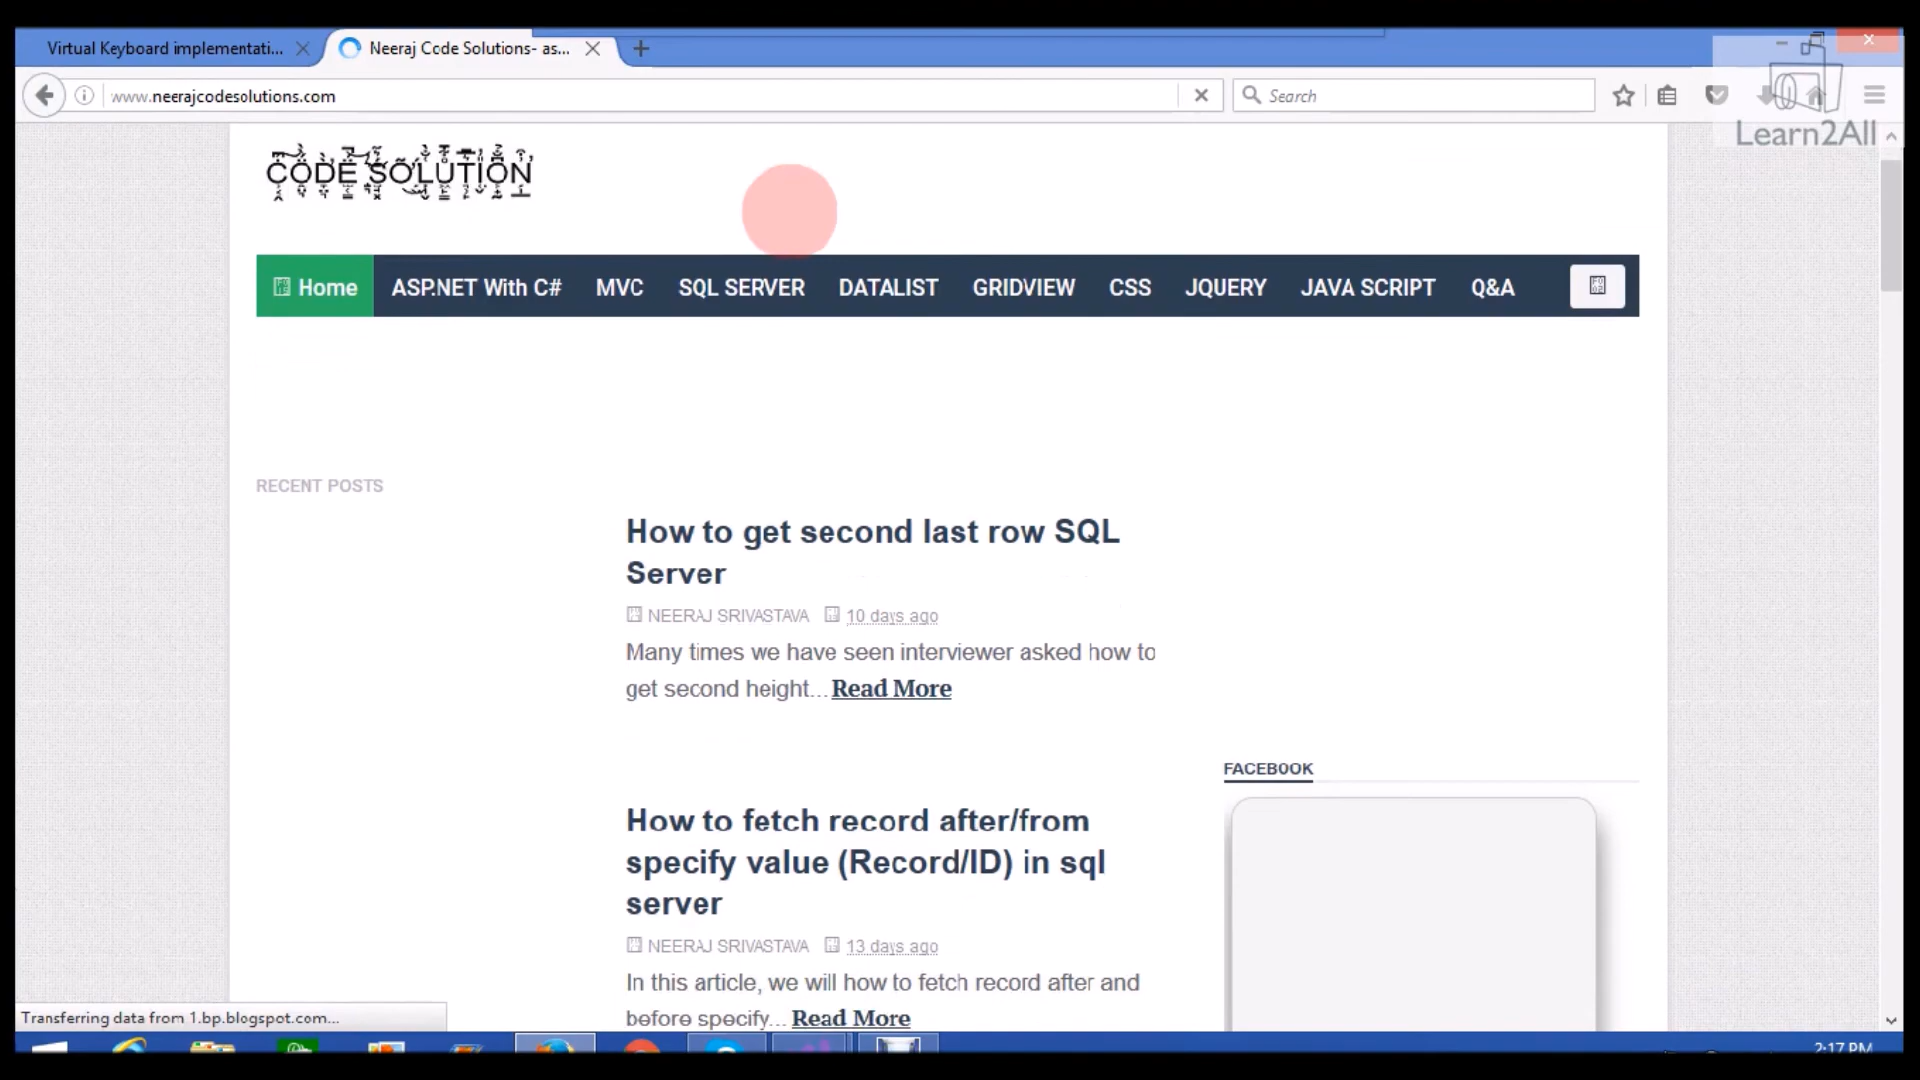 Virtual Keyboard implementati...
Neeraj Code Solutions- as...
www.neerajcodesolutions.com
Search
Learn2All
CODE SOLUTION
Home
ASP.NET With C#
MVC
SQL SERVER
DATALIST
GRIDVIEW
CSS
JQUERY
JAVA SCRIPT
Q&A
RECENT POSTS
How to get second last row SQL
Server
NEERAJ SRIVASTAVA 10 days ago
Many times we have seen interviewer asked how to
get second height... Read More
FACEBOOK
How to fetch record after/from
specify value (Record/ID) in sql
server
NEERAJ SRIVASTAVA 13 days ago
In this article, we will how to fetch record after and
before specify... Read More
Transferring data from 1.bp.blogspot.com...
2:17 PM